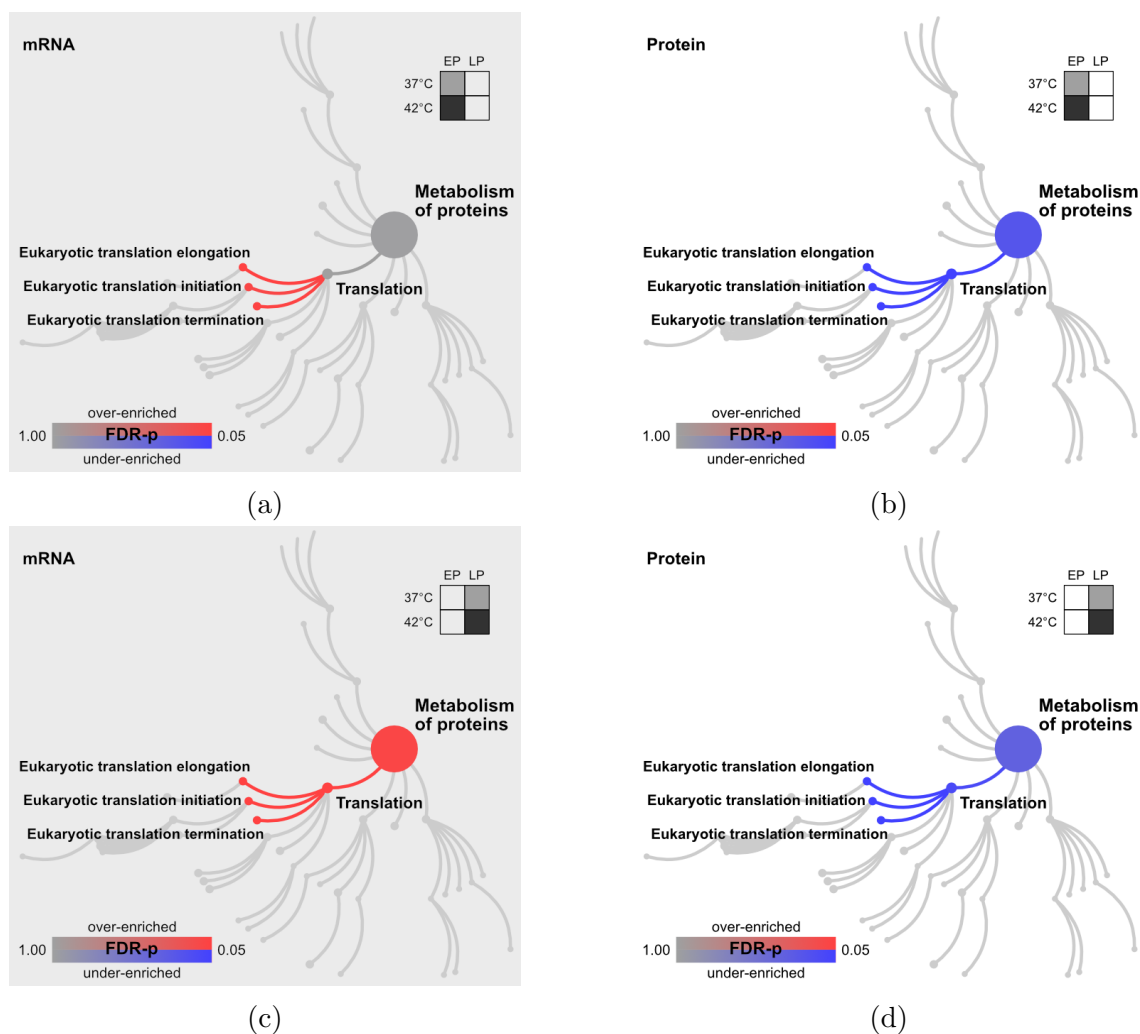 mRNA
EP LP
37°C
42°C
Metabolism
of proteins
Eukaryotic translation elongation
Eukaryotic translation initiation
Translation
Eukaryotic translation termination
over-enriched
1.00 FDR-p 0.05
under-enriched
(a)
Protein
EP LP
37°C
42°C
Metabolism
of proteins
Eukaryotic translation elongation
Eukaryotic translation initiation
Translation
Eukaryotic translation termination
over-enriched
1.00 FDR-p 0.05
under-enriched
(b)
mRNA
EP LP
37°C
42°C
Metabolism
of proteins
Eukaryotic translation elongation
Eukaryotic translation initiation
Translation
Eukaryotic translation termination
over-enriched
1.00 FDR-p 0.05
under-enriched
(c)
Protein
EP LP
37°C
42°C
Metabolism
of proteins
Eukaryotic translation elongation
Eukaryotic translation initiation
Translation
Eukaryotic translation termination
over-enriched
1.00 FDR-p 0.05
under-enriched
(d)